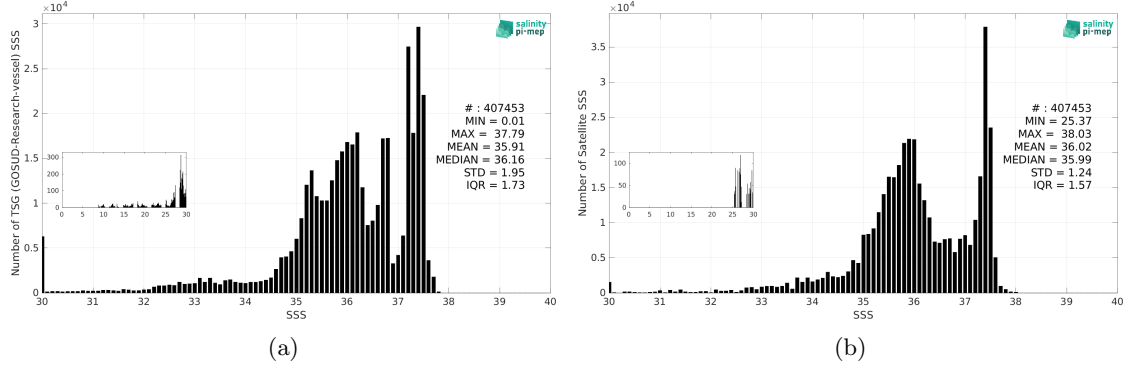 ×10⁴
3
2.5
2
1.5
1
0.5
0
Number of TSG (GOSUD-Research-vessel) SSS
30 31 32 33 34 35 36 37 38 39 40
SSS
salinity
pi-mep
# : 407453
MIN = 0.01
MAX = 37.79
MEAN = 35.91
MEDIAN = 36.16
STD = 1.95
IQR = 1.73
300
200
100
0
0 5 10 15 20 25 30
(a)
×10⁴
3.5
3
2.5
2
1.5
1
0.5
0
Number of Satellite SSS
30 31 32 33 34 35 36 37 38 39 40
SSS
salinity
pi-mep
# : 407453
MIN = 25.37
MAX = 38.03
MEAN = 36.02
MEDIAN = 35.99
STD = 1.24
IQR = 1.57
100
50
0
0 5 10 15 20 25 30
(b)